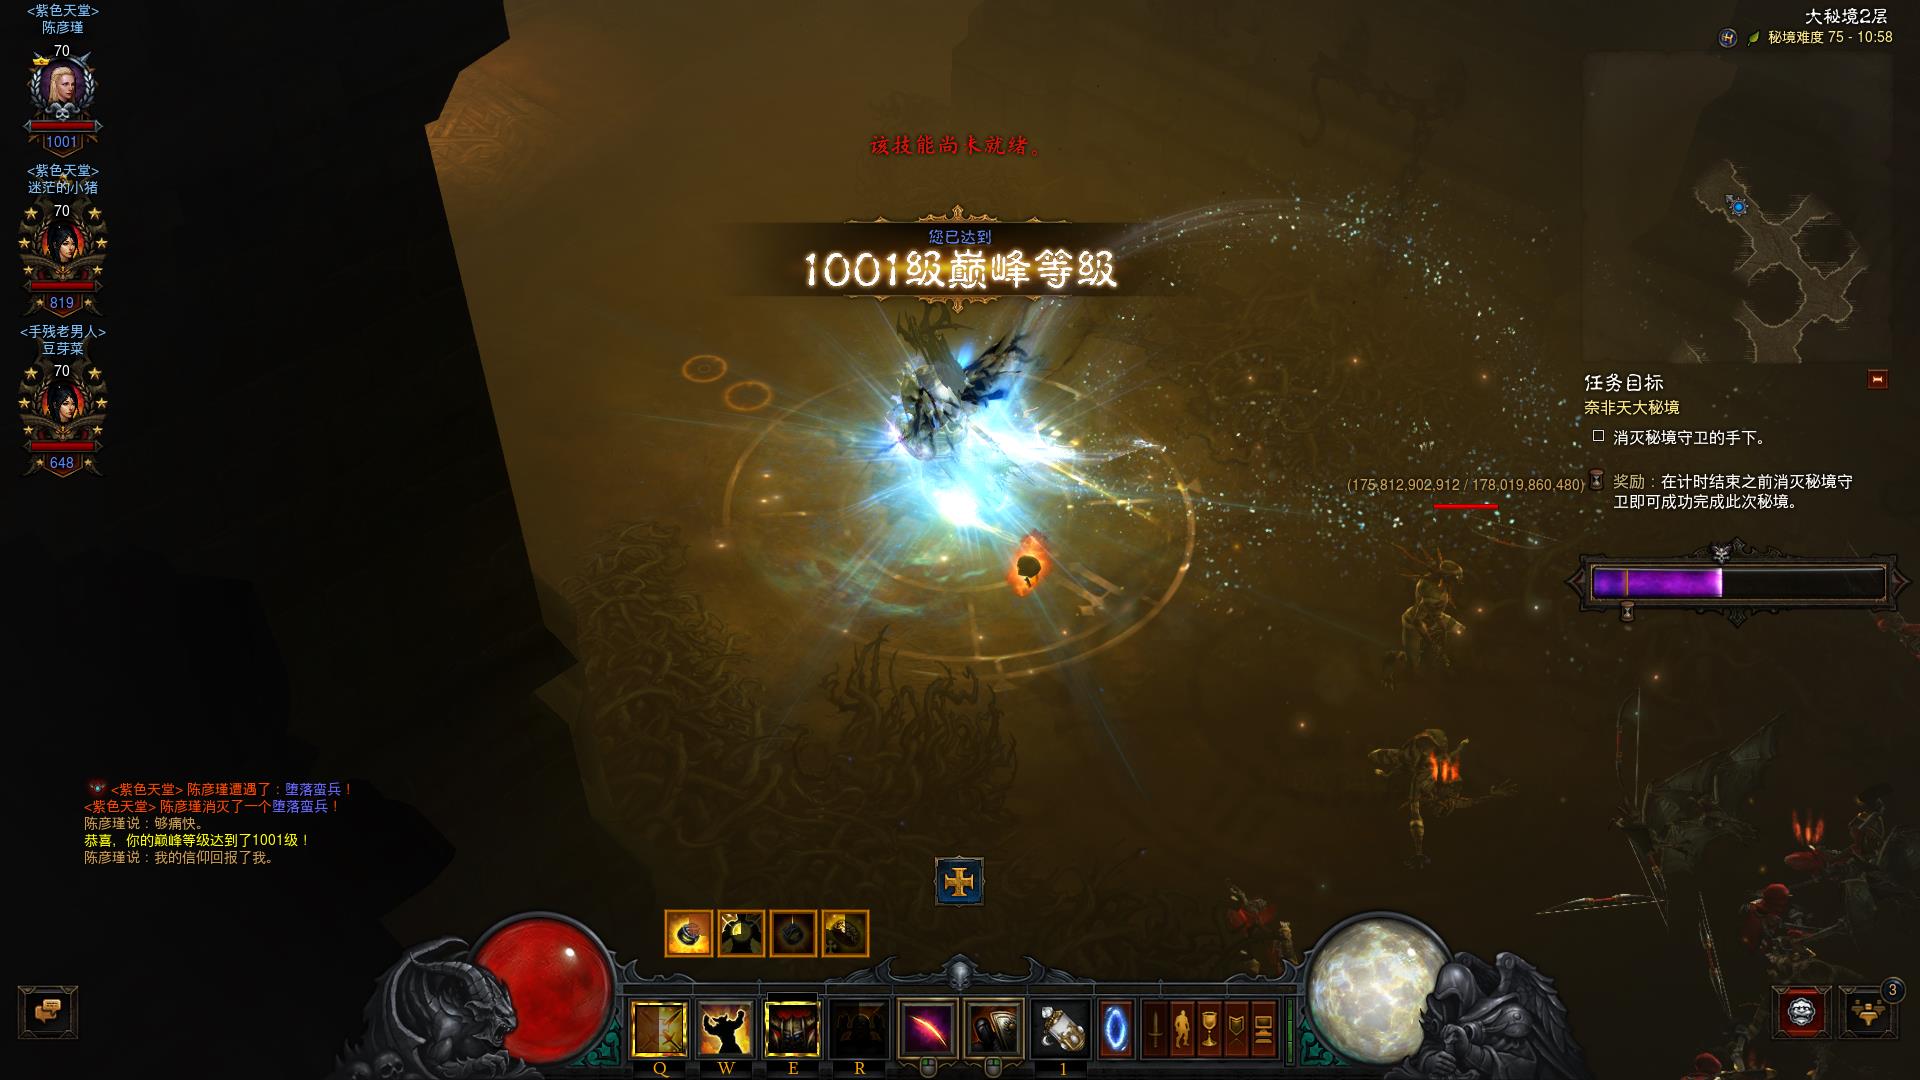 <紫色天堂>
陈彦瑾
70
1001
<紫色天堂>
迷茫的小猪
70
819
<手残老男人>
豆芽菜
70
648
大秘境2层
秘境难度 75 - 10:58
该技能尚未就绪。
您已达到
1001级巅峰等级
任务目标
奈非天大秘境
消灭秘境守卫的手下。
(175,812,902,912 / 178,019,860,480)
奖励：在计时结束之前消灭秘境守
卫即可成功完成此次秘境。
<紫色天堂> 陈彦瑾遭遇了：堕落蛮兵！
<紫色天堂> 陈彦瑾消灭了一个堕落蛮兵！
陈彦瑾说：够痛快。
恭喜，你的巅峰等级达到了1001级！
陈彦瑾说：我的信仰回报了我。
Q W E R 1
3